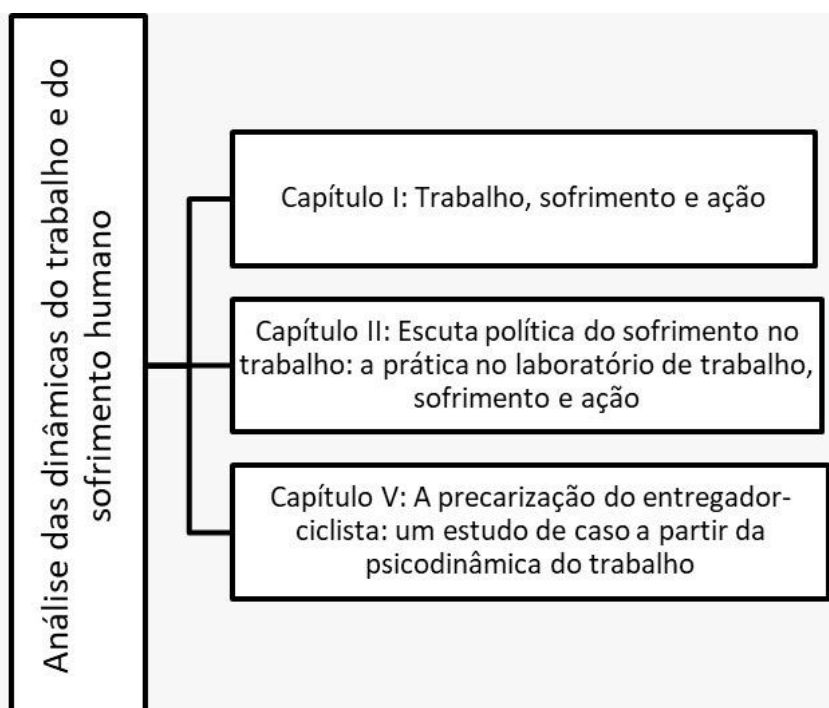 Análise das dinâmicas do trabalho e do
sofrimento humano
Capítulo I: Trabalho, sofrimento e ação
Capítulo II: Escuta política do sofrimento no
trabalho: a prática no laboratório de trabalho,
sofrimento e ação
Capítulo V: A precarização do entregador-
ciclista: um estudo de caso a partir da
psicodinâmica do trabalho